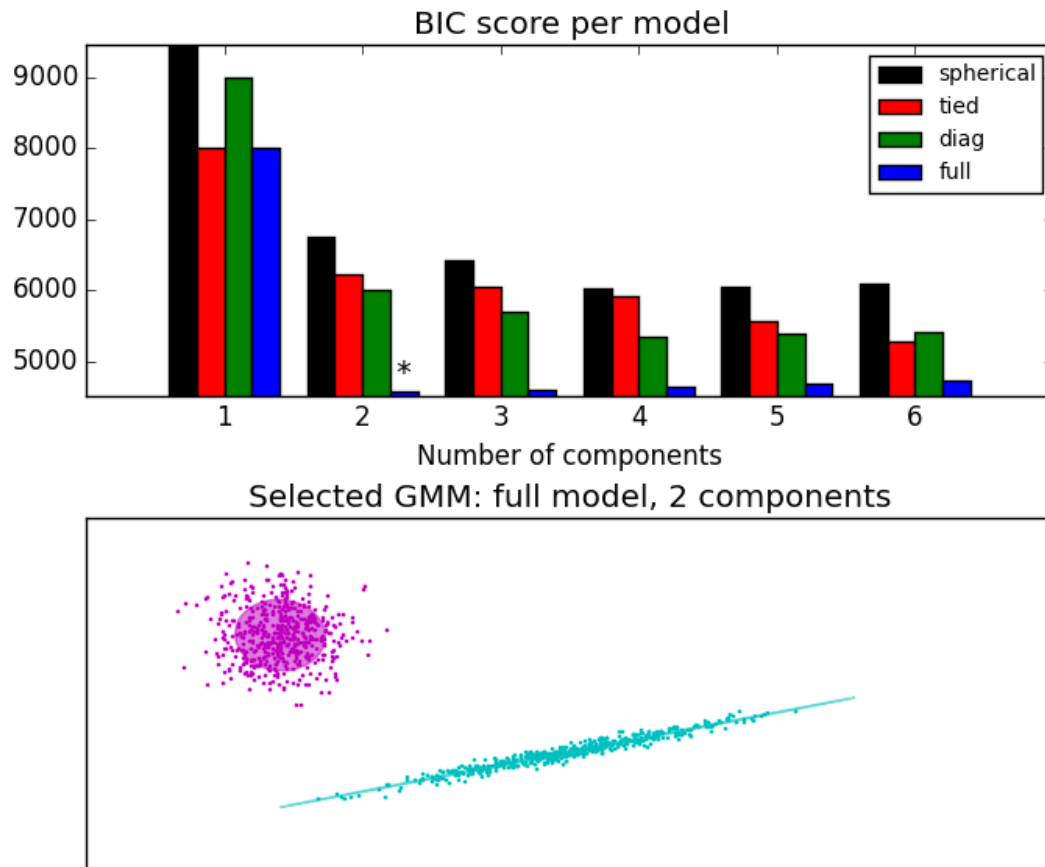 BIC score per model
9000
8000
7000
6000
5000
spherical
tied
diag
full
*
1 2 3 4 5 6
Number of components
Selected GMM: full model, 2 components